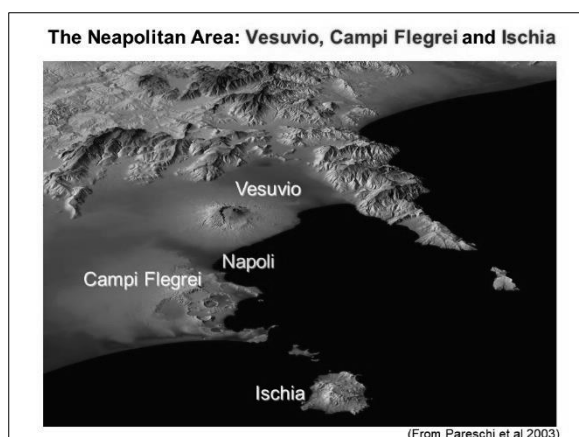 The Neapolitan Area: Vesuvio, Campi Flegrei and Ischia
Vesuvio
Napoli
Campi Flegrei
Ischia
(From Pareschi et al 2003)